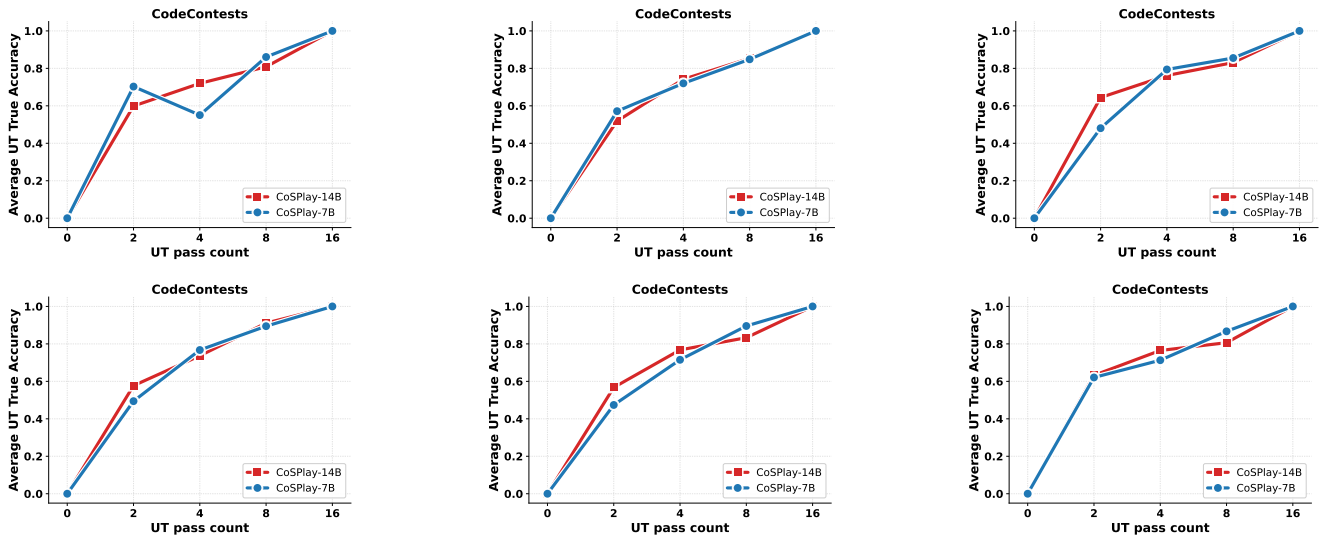 CodeContests
Average UT True Accuracy
1.0
0.8
0.6
0.4
0.2
0.0
CoSPlay-14B
CoSPlay-7B
0 2 4 8 16
UT pass count
CodeContests
Average UT True Accuracy
1.0
0.8
0.6
0.4
0.2
0.0
CoSPlay-14B
CoSPlay-7B
0 2 4 8 16
UT pass count
CodeContests
Average UT True Accuracy
1.0
0.8
0.6
0.4
0.2
0.0
CoSPlay-14B
CoSPlay-7B
0 2 4 8 16
UT pass count
CodeContests
Average UT True Accuracy
1.0
0.8
0.6
0.4
0.2
0.0
CoSPlay-14B
CoSPlay-7B
0 2 4 8 16
UT pass count
CodeContests
Average UT True Accuracy
1.0
0.8
0.6
0.4
0.2
0.0
CoSPlay-14B
CoSPlay-7B
0 2 4 8 16
UT pass count
CodeContests
Average UT True Accuracy
1.0
0.8
0.6
0.4
0.2
0.0
CoSPlay-14B
CoSPlay-7B
0 2 4 8 16
UT pass count